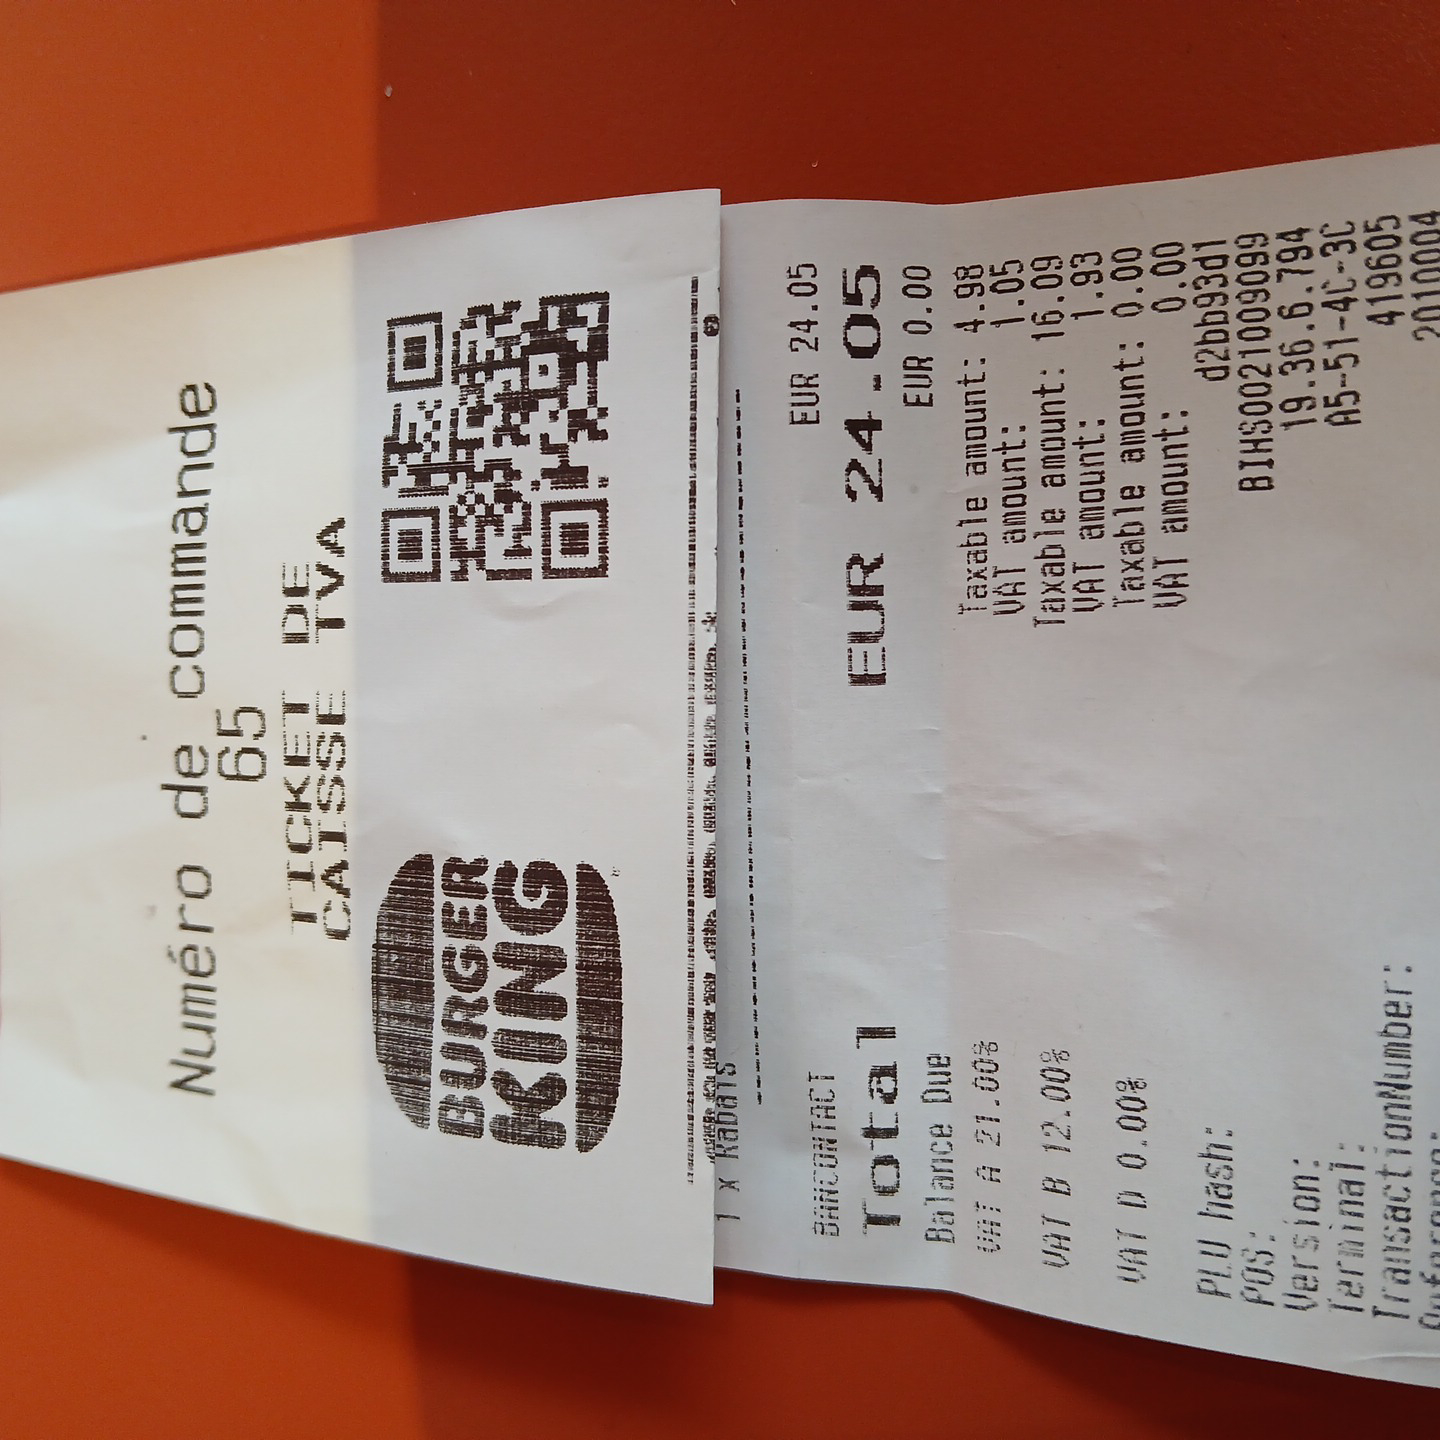 Numéro de commande
65
TICKET DE
CAISSE TVA
BURGER
KING
1 X Rabais
BANCONTACT EUR 24.05
Total EUR 24.05
Balance Due EUR 0.00
VAT A 21.00% Taxable amount: 4.98
VAT amount: 1.05
VAT B 12.00% Taxable amount: 16.09
VAT amount: 1.93
VAT D 0.00% Taxable amount: 0.00
VAT amount: 0.00
PLU hash: d2bb93d1
POS: BIHS0021009099
Version: 19.36.6.794
Terminal: A5-51-4C-3C
TransactionNumber: 419605
2010004